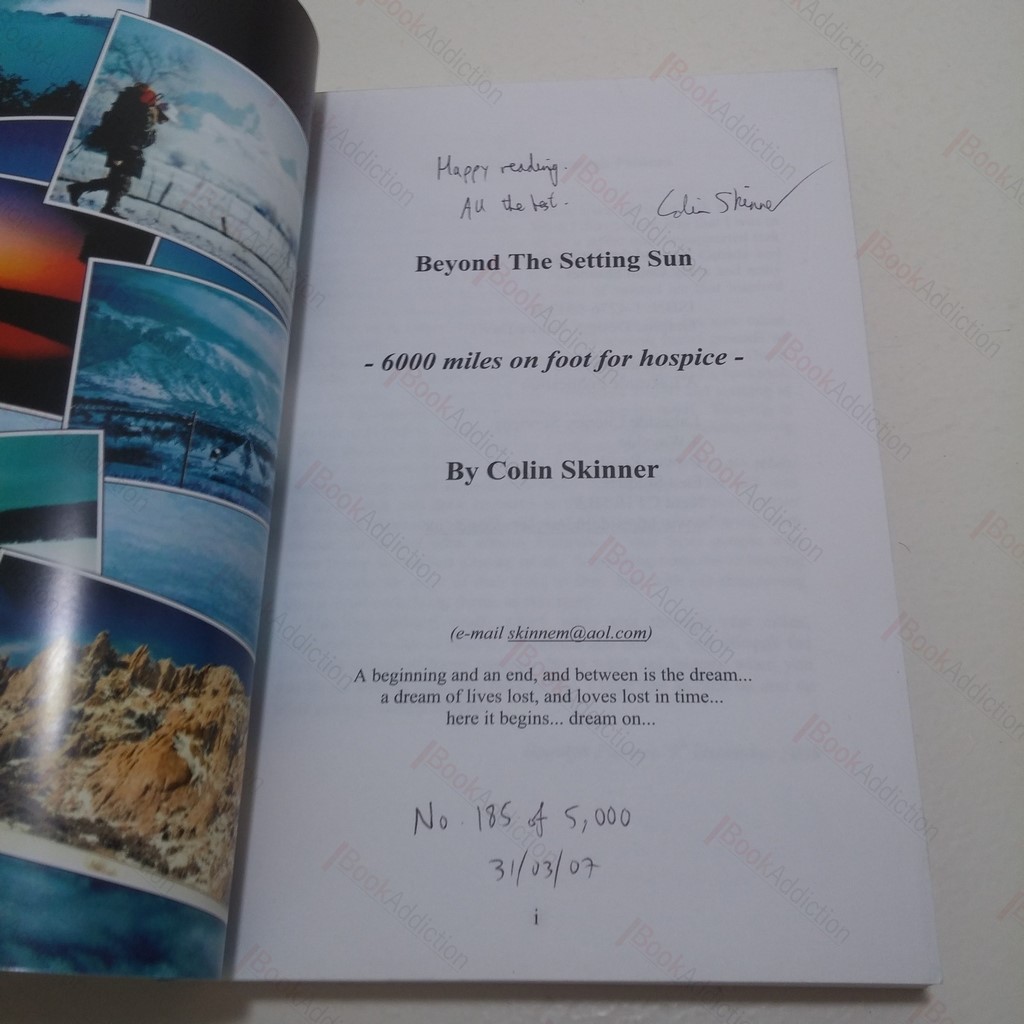 Happy reading.
All the best. Colin Skinner
Beyond The Setting Sun
- 6000 miles on foot for hospice -
By Colin Skinner
(e-mail skinnem@aol.com)
A beginning and an end, and between is the dream...
a dream of lives lost, and loves lost in time...
here it begins... dream on...
No. 185 of 5,000
31/03/07
i
BookAddiction